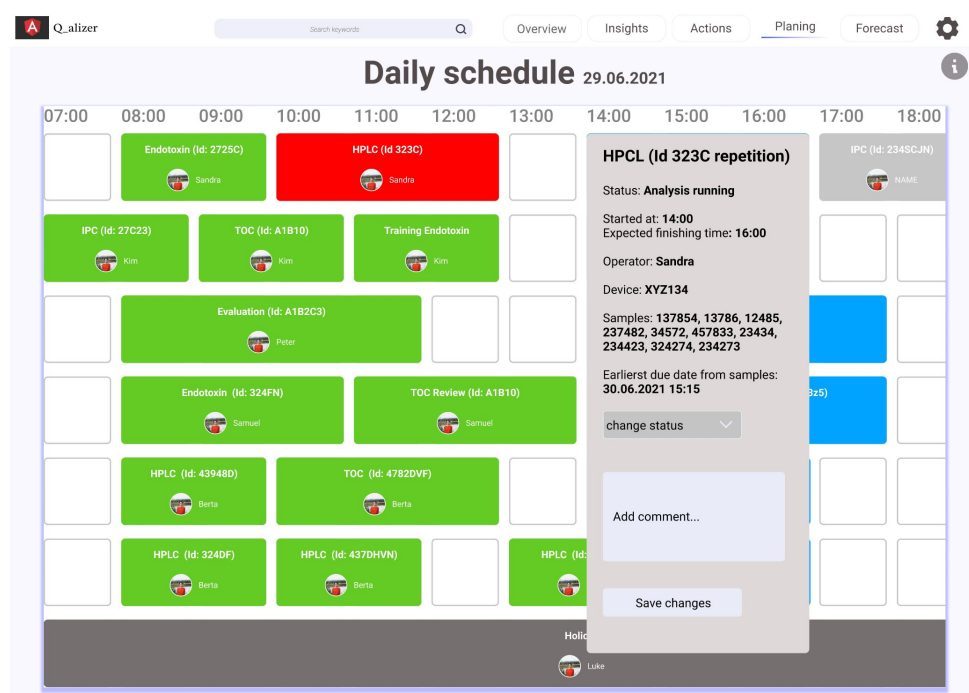 Q_alizer
Search keywords
Overview
Insights
Actions
Planing
Forecast
i
Daily schedule 29.06.2021
07:00 08:00 09:00 10:00 11:00 12:00 13:00 14:00 15:00 16:00 17:00 18:00
Endotoxin (Id: 2725C)
Sandra
HPLC (Id 323C)
Sandra
IPC (Id: 234SCJN)
NAME
IPC (Id: 27C23)
Kim
TOC (Id: A1B10)
Kim
Training Endotoxin
Kim
Evaluation (Id: A1B2C3)
Peter
Endotoxin (Id: 324FN)
Samuel
TOC Review (Id: A1B10)
Samuel
3z5)
HPLC (Id: 43948D)
Berta
TOC (Id: 4782DVF)
Berta
HPLC (Id: 324DF)
Berta
HPLC (Id: 437DHVN)
Berta
HPLC (Id:
Holid
Luke
HPCL (Id 323C repetition)
Status: Analysis running
Started at: 14:00
Expected finishing time: 16:00
Operator: Sandra
Device: XYZ134
Samples: 137854, 13786, 12485,
237482, 34572, 457833, 23434,
234423, 324274, 234273
Earlierst due date from samples:
30.06.2021 15:15
change status
Add comment...
Save changes